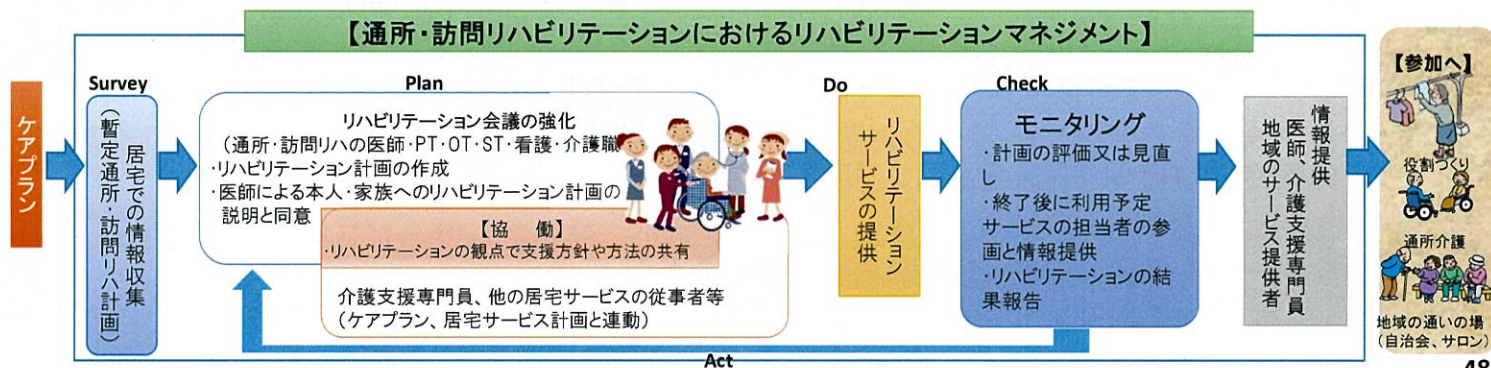 【通所・訪問リハビリテーションにおけるリハビリテーションマネジメント】
ケアプラン
Survey
居宅での情報収集
（暫定通所・訪問リハ計画）
Plan
リハビリテーション会議の強化
（通所・訪問リハの医師・PT・OT・ST・看護・介護職
・リハビリテーション計画の作成
・医師による本人・家族へのリハビリテーション計画の
説明と同意
【協　働】
・リハビリテーションの観点で支援方針や方法の共有
介護支援専門員、他の居宅サービスの従事者等
（ケアプラン、居宅サービス計画と連動）
Do
リハビリテーション
サービスの提供
Check
モニタリング
・計画の評価又は見直
し
・終了後に利用予定
サービスの担当者の参
画と情報提供
・リハビリテーションの結
果報告
Act
情報提供
医師、介護支援専門員
地域のサービス提供者
【参加へ】
役割づくり
通所介護
地域の通いの場
（自治会、サロン）
48